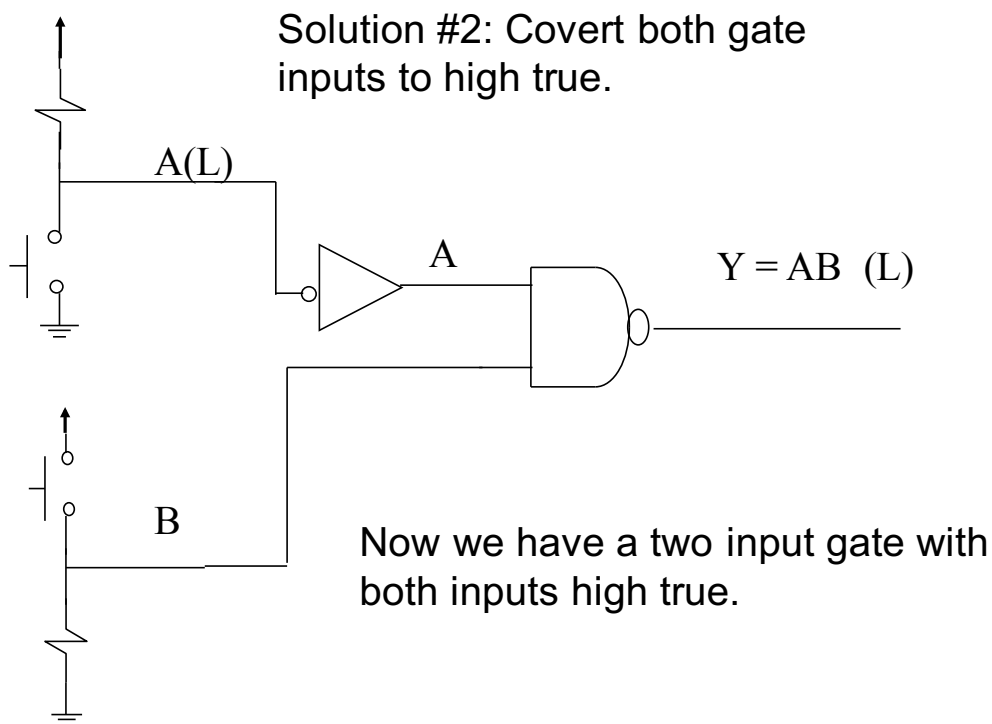 Solution #2: Covert both gate
inputs to high true.
A(L)
A
Y = AB (L)
B
Now we have a two input gate with
both inputs high true.